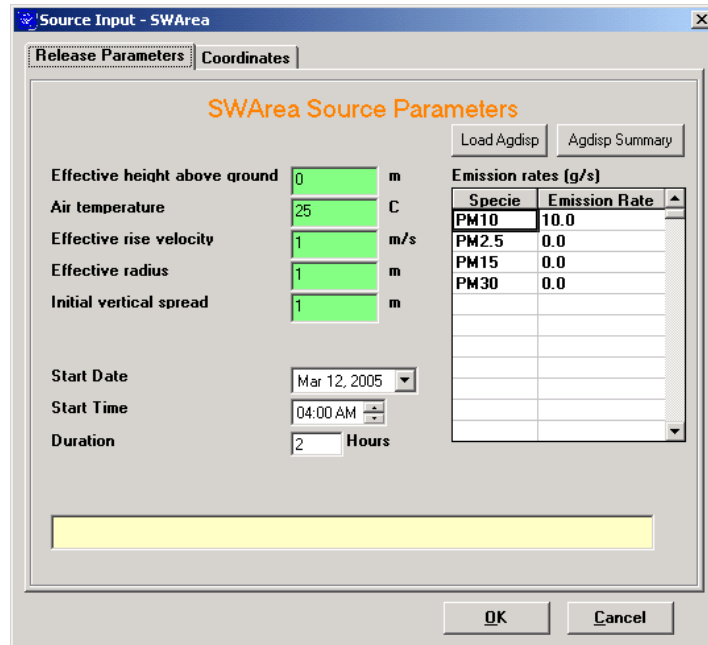 Source Input - SWArea
Release Parameters Coordinates
SWArea Source Parameters
Load Agdisp Agdisp Summary
Effective height above ground 0 m
Emission rates (g/s)
Air temperature 25 C
Specie Emission Rate
Effective rise velocity 1 m/s
PM10 10.0
PM2.5 0.0
Effective radius 1 m
PM15 0.0
PM30 0.0
Initial vertical spread 1 m
Start Date Mar 12, 2005
Start Time 04:00 AM
Duration 2 Hours
OK Cancel